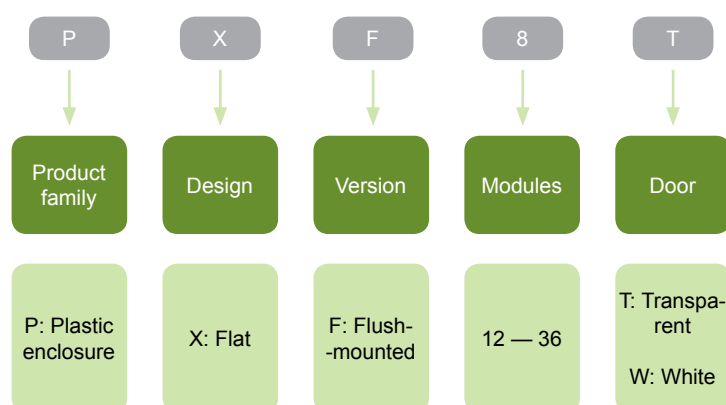 P
X
F
8
T
Product
family
Design
Version
Modules
Door
P: Plastic
enclosure
X: Flat
F: Flush-
-mounted
12 — 36
T: Transpa-
rent
W: White